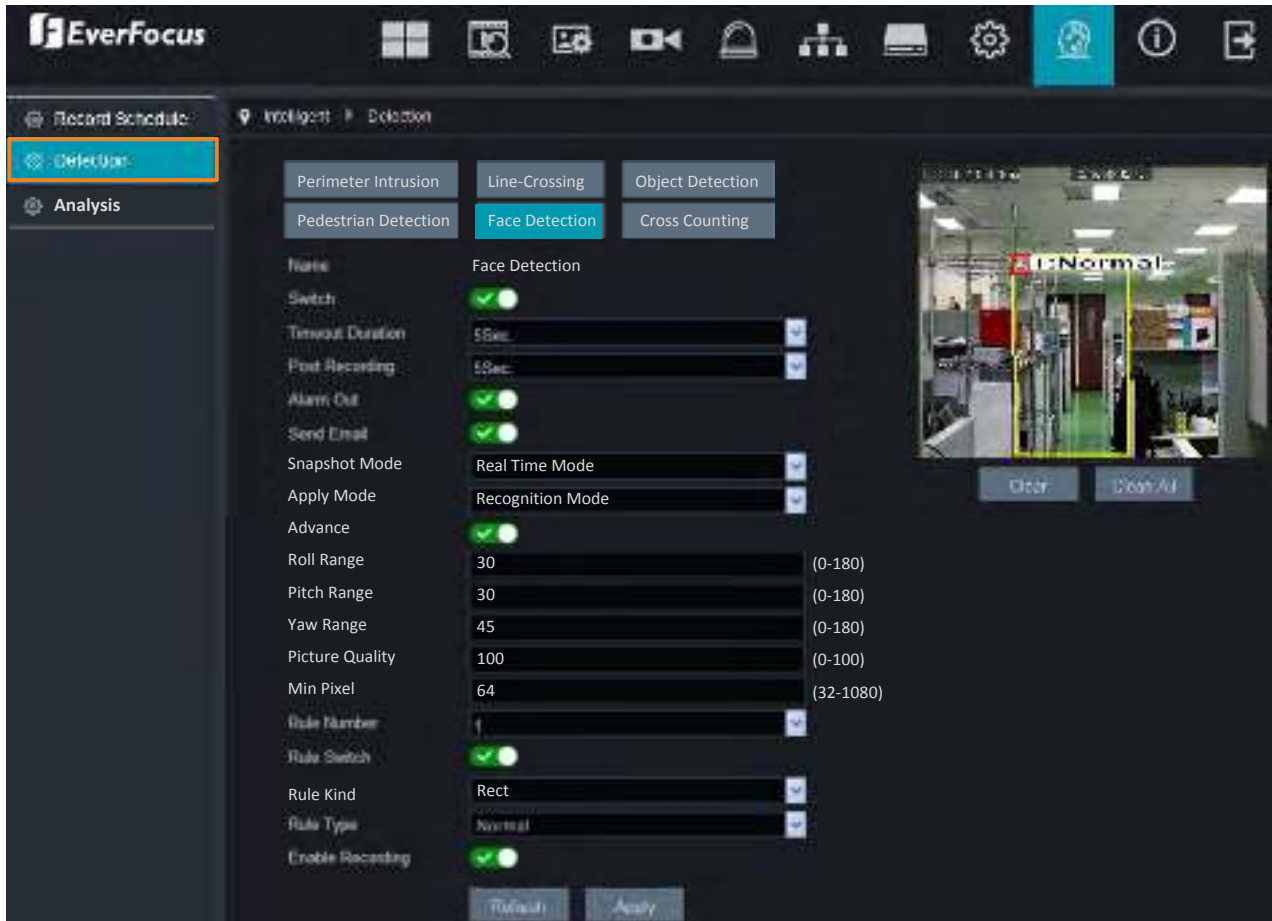 EverFocus
Record Schedule
Intelligent Detection
Detection
Analysis
Perimeter Intrusion Line-Crossing Object Detection
Pedestrian Detection Face Detection Cross Counting
Name Face Detection
Switch
Timeout Duration 5Sec.
Post Recording 5Sec.
Alarm Out
Send Email
Snapshot Mode Real Time Mode
Apply Mode Recognition Mode
Advance
Roll Range 30 (0-180)
Pitch Range 30 (0-180)
Yaw Range 45 (0-180)
Picture Quality 100 (0-100)
Min Pixel 64 (32-1080)
Rule Number 1
Rule Switch
Rule Kind Rect
Rule Type Normal
Enable Recording
Refresh Apply
1:Normal
Clear Clear All